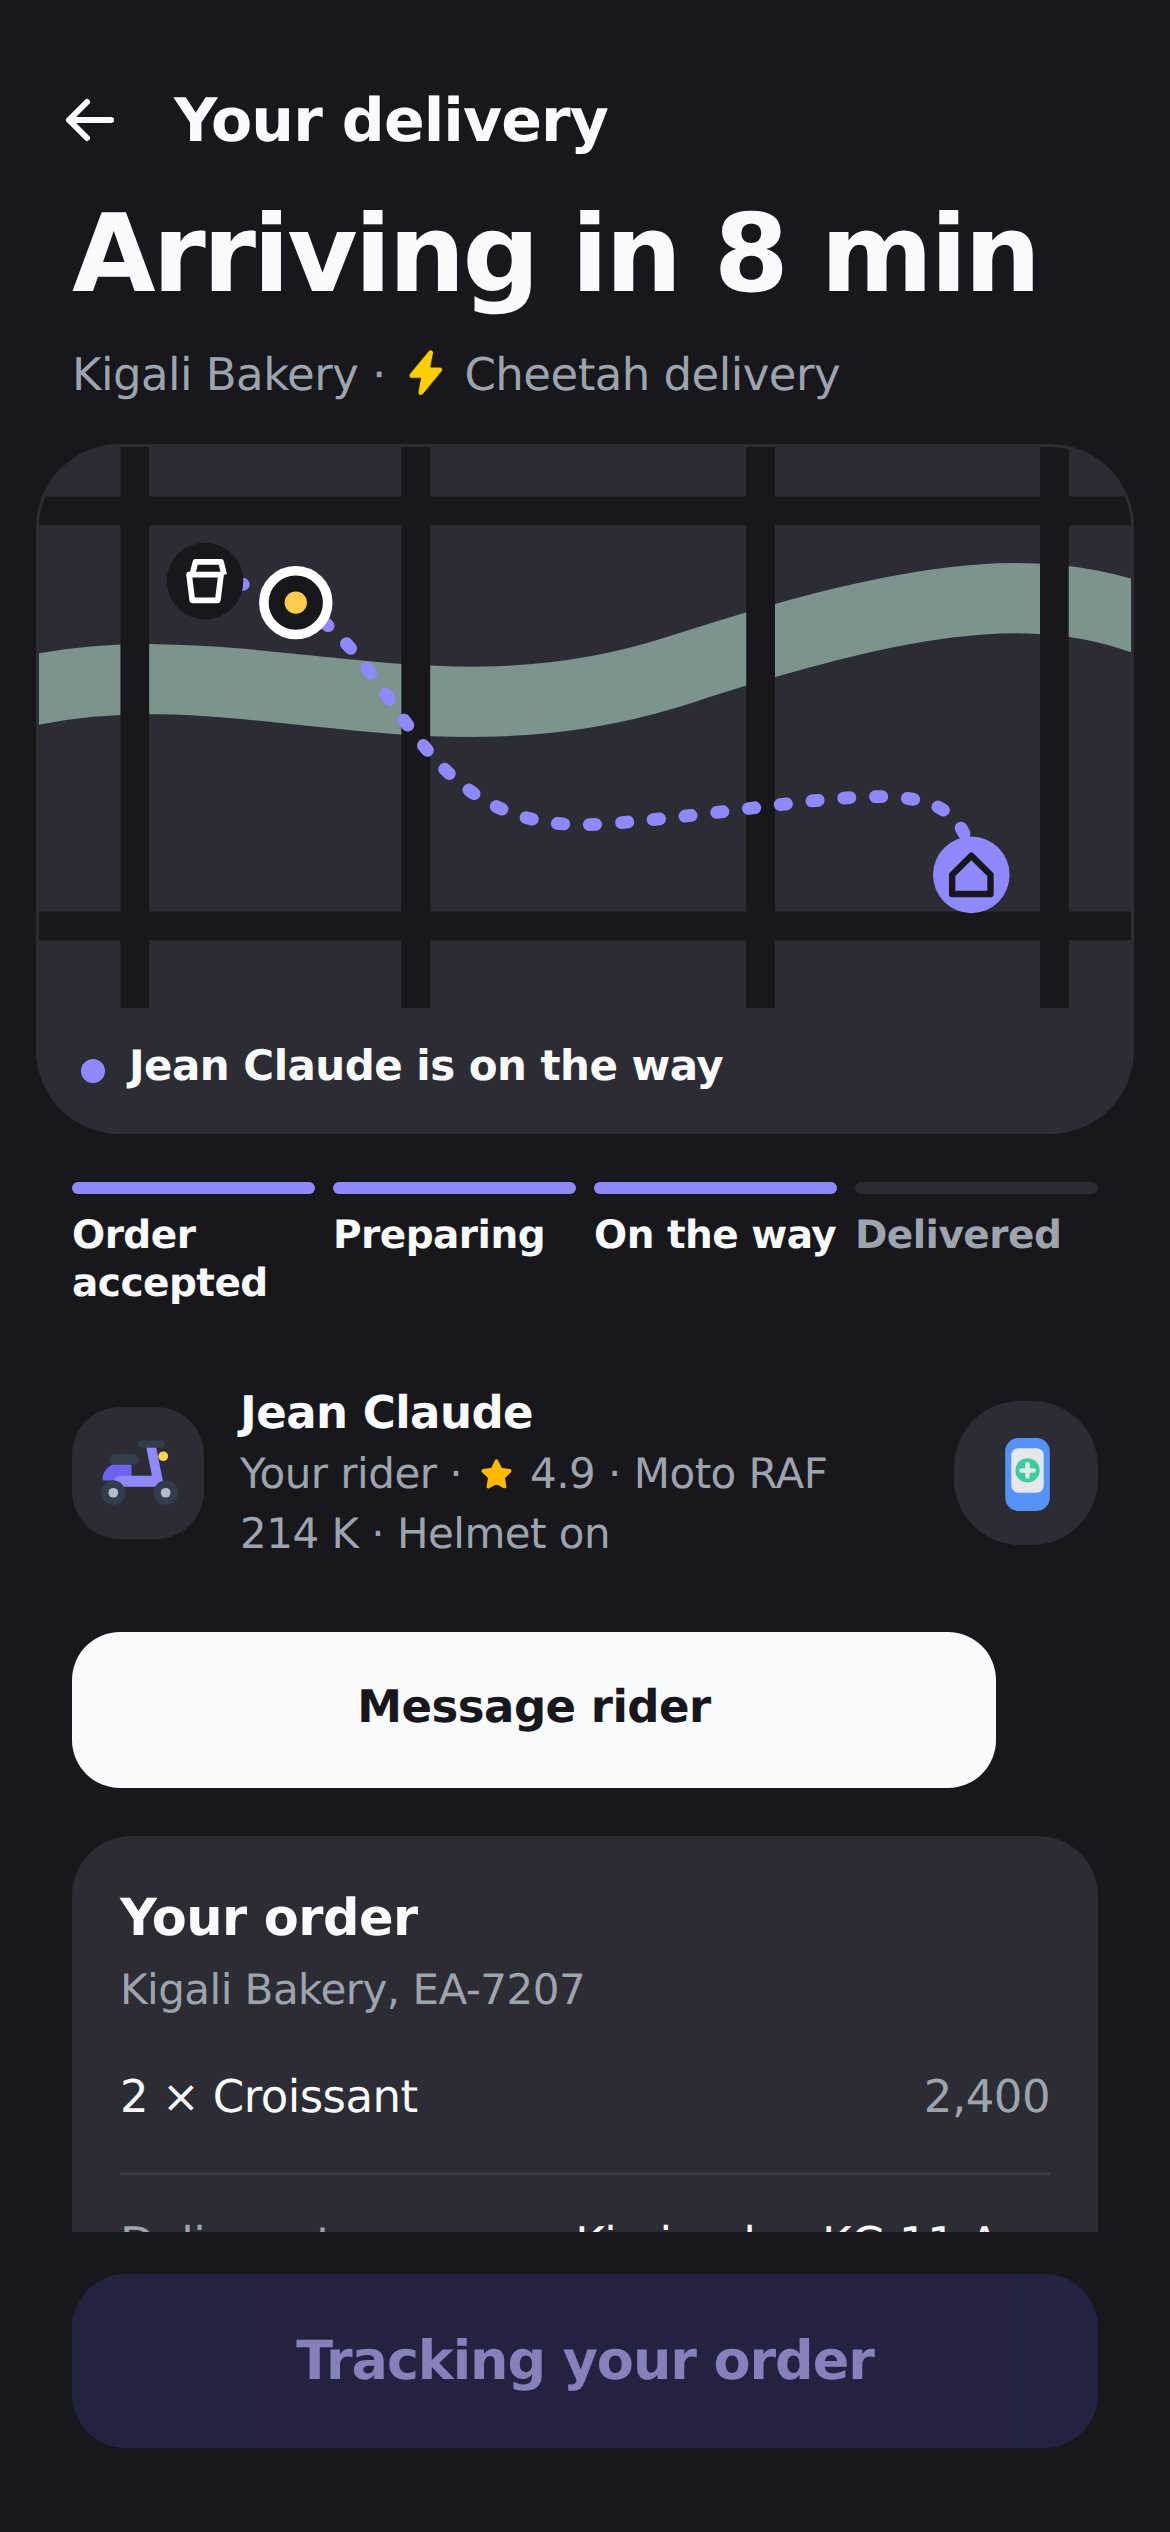 Your delivery
Arriving in 8 min
Kigali Bakery · Cheetah delivery
Jean Claude is on the way
Order accepted
Preparing
On the way
Delivered
Jean Claude
Your rider · 4.9 · Moto RAF
214 K · Helmet on
Message rider
Your order
Kigali Bakery, EA-7207
2 × Croissant 2,400
Tracking your order